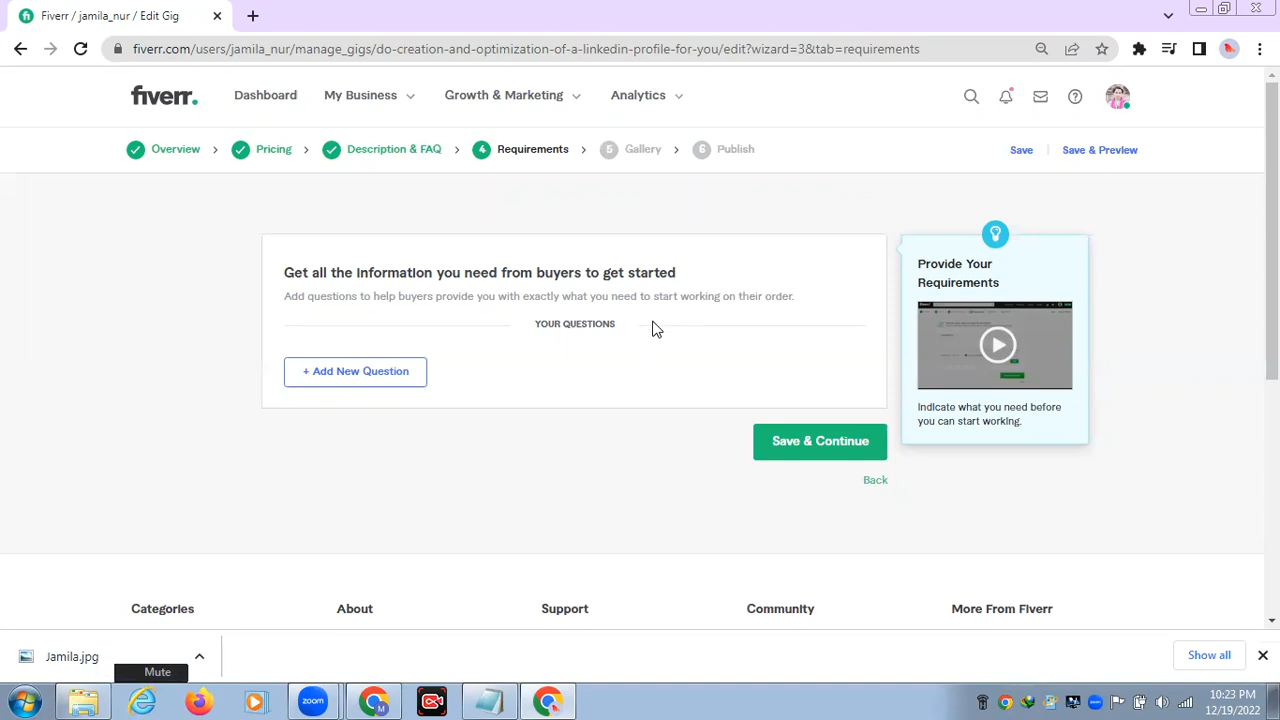 Fiverr / jamila_nur / Edit Gig
fiverr.com/users/jamila_nur/manage_gigs/do-creation-and-optimization-of-a-linkedin-profile-for-you/edit?wizard=3&tab=requirements
fiverr. Dashboard My Business Growth & Marketing Analytics
Overview Pricing Description & FAQ 4 Requirements 5 Gallery 6 Publish Save Save & Preview
Get all the information you need from buyers to get started
Add questions to help buyers provide you with exactly what you need to start working on their order.
YOUR QUESTIONS
+ Add New Question
Save & Continue
Back
Provide Your
Requirements
Indicate what you need before
you can start working.
Categories About Support Community More From Fiverr
Jamila.jpg Show all
Mute
zoom
M
10:23 PM
12/19/2022